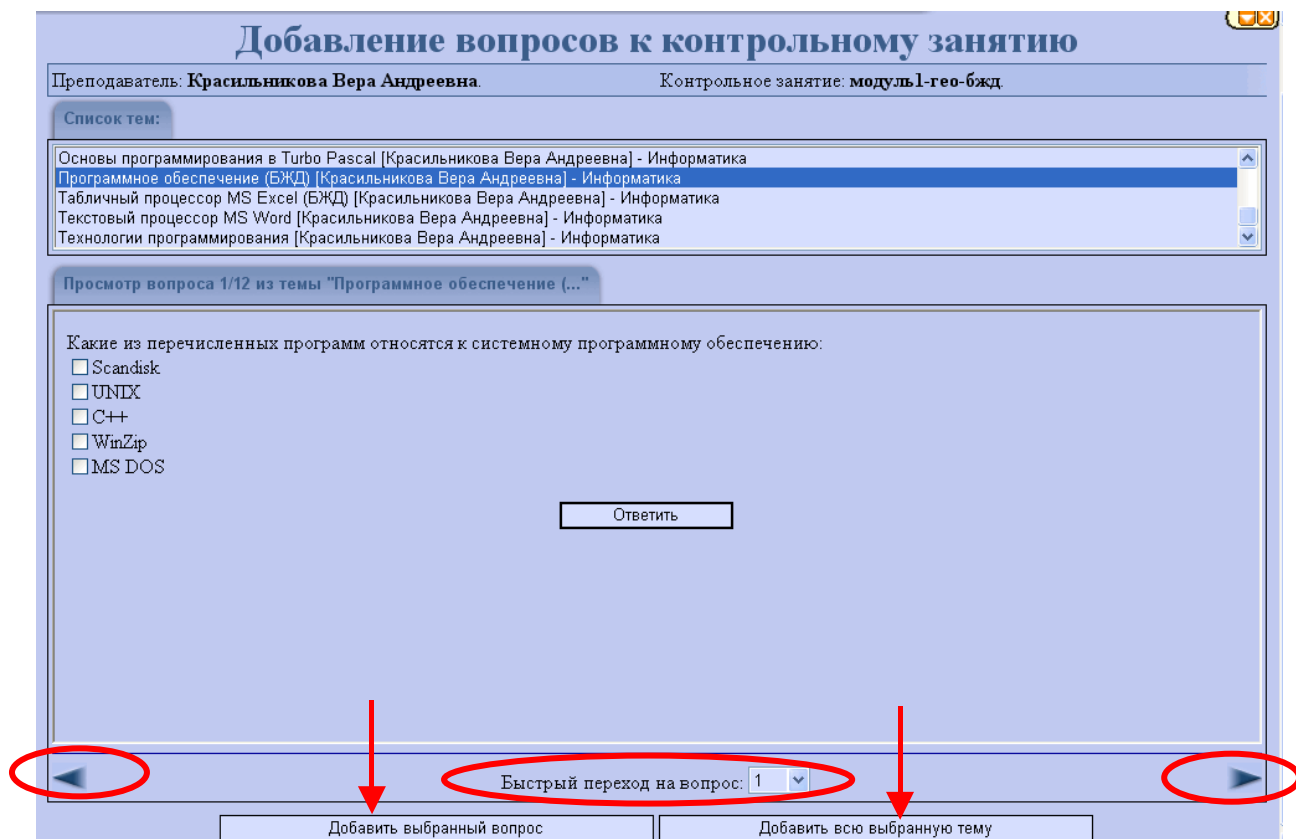 Добавление вопросов к контрольному занятию
Преподаватель: Красильникова Вера Андреевна. Контрольное занятие: модуль1-гео-бжд.
Список тем:
Основы программирования в Turbo Pascal [Красильникова Вера Андреевна] - Информатика
Программное обеспечение (БЖД) [Красильникова Вера Андреевна] - Информатика
Табличный процессор MS Excel (БЖД) [Красильникова Вера Андреевна] - Информатика
Текстовый процессор MS Word [Красильникова Вера Андреевна] - Информатика
Технологии программирования [Красильникова Вера Андреевна] - Информатика
Просмотр вопроса 1/12 из темы "Программное обеспечение (..."
Какие из перечисленных программ относятся к системному программному обеспечению:
Scandisk
UNIX
C++
WinZip
MS DOS
Ответить
Быстрый переход на вопрос: 1
Добавить выбранный вопрос Добавить всю выбранную тему